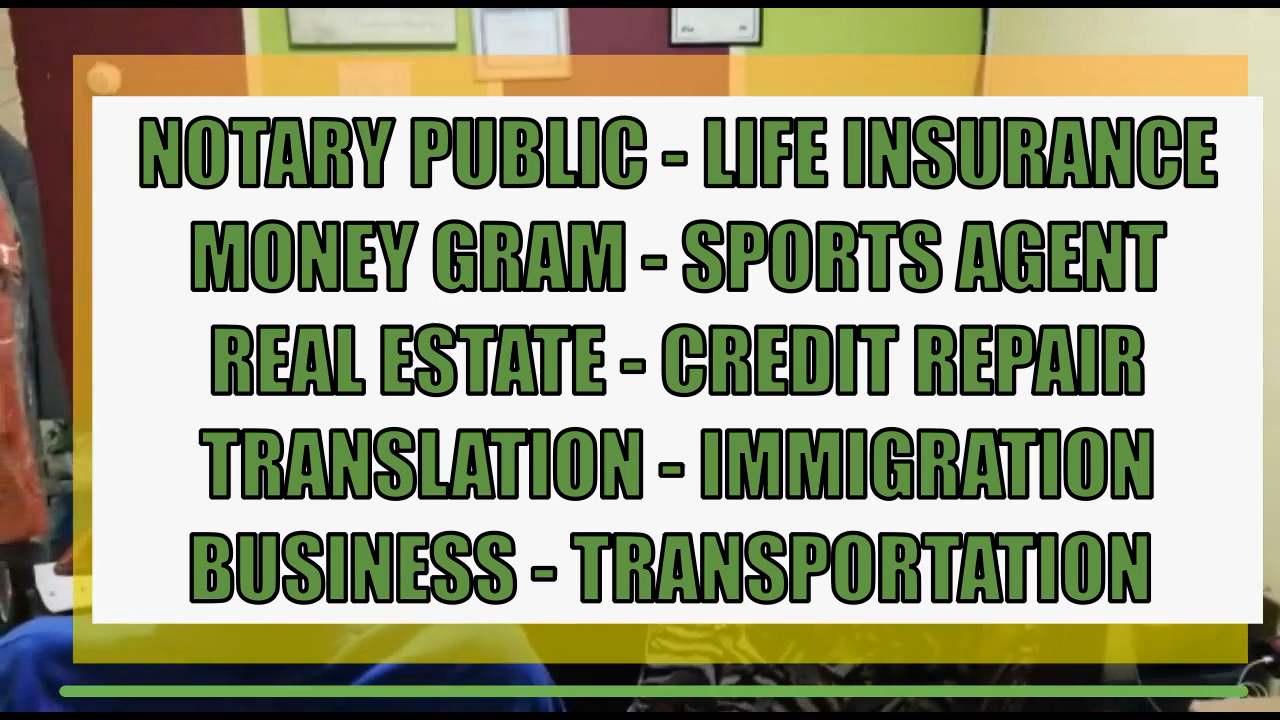 NOTARY PUBLIC - LIFE INSURANCE
MONEY GRAM - SPORTS AGENT
REAL ESTATE - CREDIT REPAIR
TRANSLATION - IMMIGRATION
BUSINESS - TRANSPORTATION